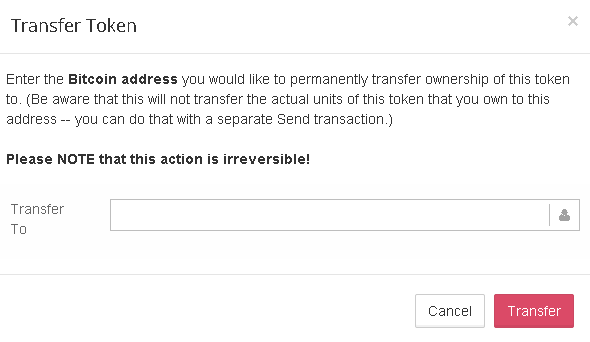 Transfer Token
×
Enter the Bitcoin address you would like to permanently transfer ownership of this token
to. (Be aware that this will not transfer the actual units of this token that you own to this
address -- you can do that with a separate Send transaction.)
Please NOTE that this action is irreversible!
Transfer
To
Cancel
Transfer